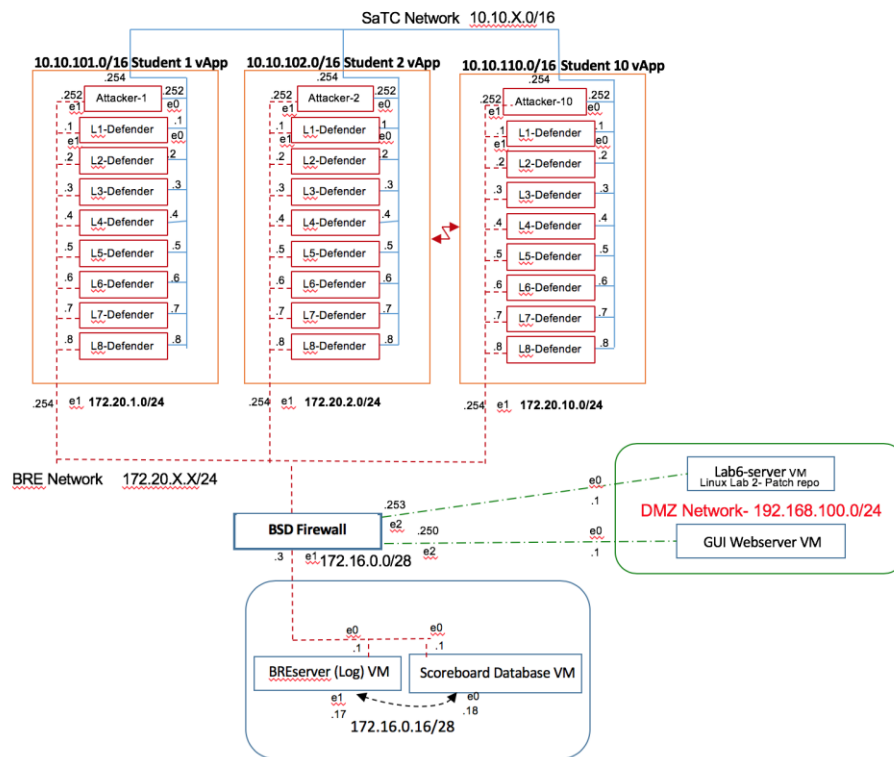 SaTC Network 10.10.X.0/16
10.10.101.0/16 Student 1 vApp
10.10.102.0/16 Student 2 vApp
10.10.110.0/16 Student 10 vApp
.254
.254
.254
.252 Attacker-1 .252
e1 e0
.1 L1-Defender .1
e1 e0
.2 L2-Defender .2
.3 L3-Defender .3
.4 L4-Defender .4
.5 L5-Defender .5
.6 L6-Defender .6
.7 L7-Defender .7
.8 L8-Defender .8
.252 Attacker-2 .252
e1 e0
.1 L1-Defender .1
e1 e0
.2 L2-Defender .2
.3 L3-Defender .3
.4 L4-Defender .4
.5 L5-Defender .5
.6 L6-Defender .6
.7 L7-Defender .7
.8 L8-Defender .8
.252 Attacker-10 .252
e1 e0
.1 L1-Defender .1
e1 e0
.2 L2-Defender .2
.3 L3-Defender .3
.4 L4-Defender .4
.5 L5-Defender .5
.6 L6-Defender .6
.7 L7-Defender .7
.8 L8-Defender .8
.254 e1 172.20.1.0/24
.254 e1 172.20.2.0/24
.254 e1 172.20.10.0/24
BRE Network 172.20.X.X/24
e0
.1
Lab6-server VM
Linux Lab 2- Patch repo
DMZ Network- 192.168.100.0/24
e0
.1
GUI Webserver VM
.253
e2
.250
e2
BSD Firewall
.3 e1 172.16.0.0/28
e0 e0
.1 .1
BREserver (Log) VM
Scoreboard Database VM
e1 e0
.17 .18
172.16.0.16/28